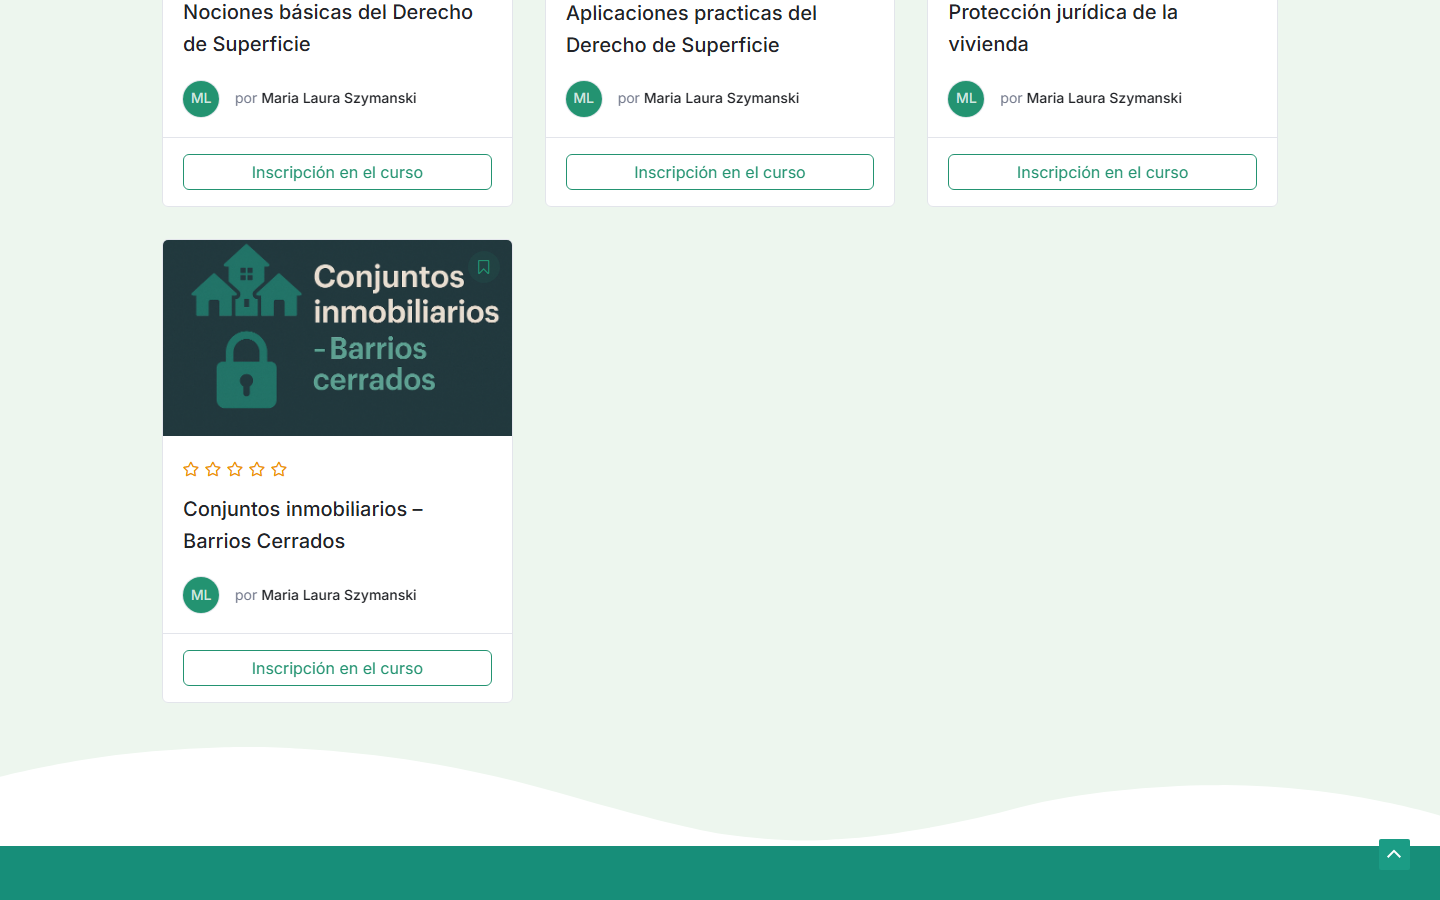 Nociones básicas del Derecho
de Superficie
ML por Maria Laura Szymanski
Inscripción en el curso
Aplicaciones practicas del
Derecho de Superficie
ML por Maria Laura Szymanski
Inscripción en el curso
Protección jurídica de la
vivienda
ML por Maria Laura Szymanski
Inscripción en el curso
Conjuntos
inmobiliarios
- Barrios
cerrados
Conjuntos inmobiliarios –
Barrios Cerrados
ML por Maria Laura Szymanski
Inscripción en el curso